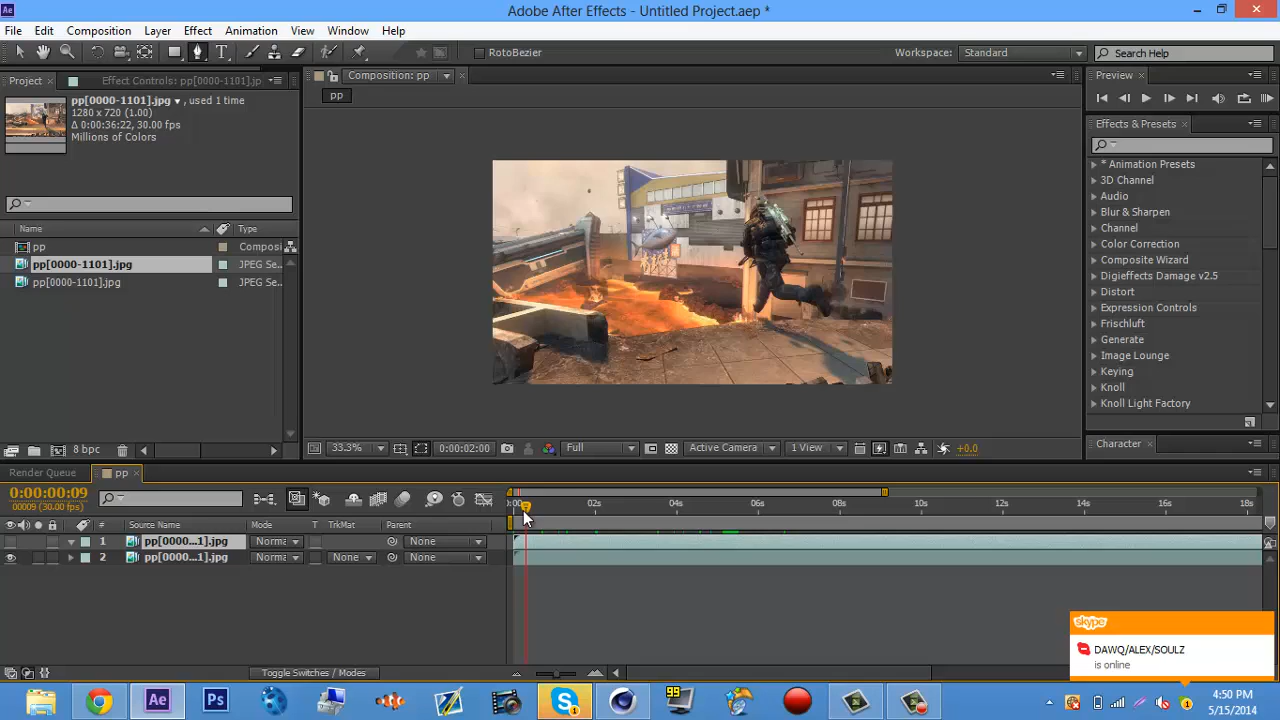 Ae Adobe After Effects - Untitled Project.aep *
File Edit Composition Layer Effect Animation View Window Help
RotoBezier Workspace: Standard Search Help
Project Effect Controls: pp[0000-1101].jp
Composition: pp
Preview
pp[0000-1101].jpg , used 1 time
1280 x 720 (1.00)
Δ 0:00:36:22, 30.00 fps
Millions of Colors
pp
Effects & Presets
Name Type
pp Composi
pp[0000-1101].jpg JPEG Se...
pp[0000-1101].jpg JPEG Se...
* Animation Presets
3D Channel
Audio
Blur & Sharpen
Channel
Color Correction
Composite Wizard
Digieffects Damage v2.5
Distort
Expression Controls
Frischluft
Generate
Image Lounge
Keying
Knoll
Knoll Light Factory
8 bpc
33.3% 0:00:02:00 Full Active Camera 1 View +0.0
Character
Render Queue pp
0:00:00:09
00009 (30.00 fps)
:00s 02s 04s 06s 08s 10s 12s 14s 16s 18s
# Source Name Mode T TrkMat Parent
1 pp[0000...1].jpg Norma None
2 pp[0000...1].jpg Norma None None
Toggle Switches / Modes
skype
DAWQ/ALEX/SOULZ
is online
Ae Ps 1 99 1
4:50 PM
5/15/2014